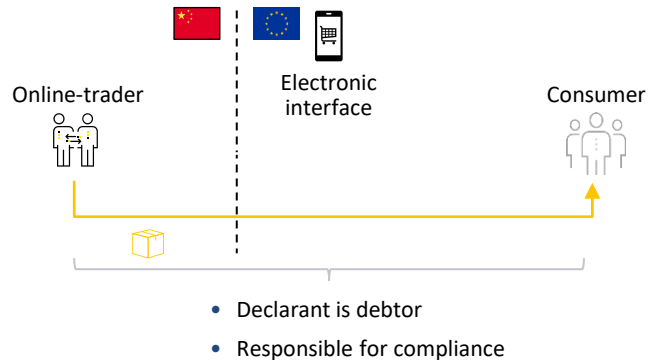 Online-trader
Electronic
interface
Consumer
• Declarant is debtor
• Responsible for compliance